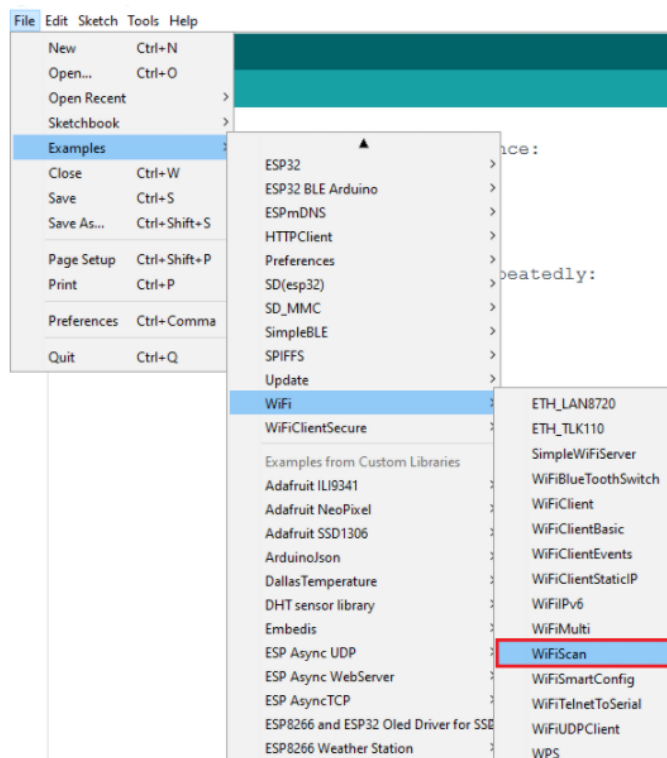 File Edit Sketch Tools Help
New Ctrl+N
Open... Ctrl+O
Open Recent
Sketchbook
Examples
Close Ctrl+W
Save Ctrl+S
Save As... Ctrl+Shift+S
Page Setup Ctrl+Shift+P
Print Ctrl+P
Preferences Ctrl+Comma
Quit Ctrl+Q
nce:
peatedly:
ESP32
ESP32 BLE Arduino
ESPmDNS
HTTPClient
Preferences
SD(esp32)
SD_MMC
SimpleBLE
SPIFFS
Update
WiFi
WiFiClientSecure
Examples from Custom Libraries
Adafruit ILI9341
Adafruit NeoPixel
Adafruit SSD1306
ArduinoJson
DallasTemperature
DHT sensor library
Embedis
ESP Async UDP
ESP Async WebServer
ESP AsyncTCP
ESP8266 and ESP32 Oled Driver for SSD
ESP8266 Weather Station
ETH_LAN8720
ETH_TLK110
SimpleWiFiServer
WiFiBlueToothSwitch
WiFiClient
WiFiClientBasic
WiFiClientEvents
WiFiClientStaticIP
WiFiIPv6
WiFiMulti
WiFiScan
WiFiSmartConfig
WiFiTelnetToSerial
WiFiUDPClient
WPS